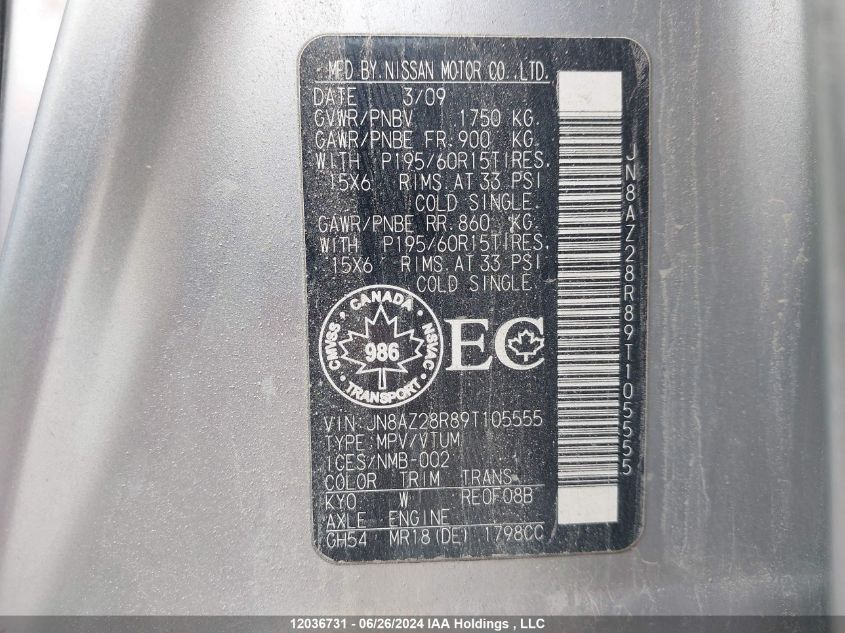 MFD BY.NISSAN MOTOR CO.,LTD.
DATE 3/09
GVWR/PNBV 1750 KG.
GAWR/PNBE FR.900 KG.
WITH P195/60R15TIRES.
15X6 RIMS.AT 33 PSI
COLD SINGLE.
GAWR/PNBE RR.860 KG.
WITH P195/60R15TIRES.
15X6 RIMS.AT 33 PSI
COLD SINGLE.
CANADA
CMVSS 986 NSVAC
TRANSPORT
EC
VIN:JN8AZ28R89T105555
TYPE:MPV/VTUM
ICES/NMB-002
COLOR TRIM TRANS.
KY0 W RE0F08B
AXLE ENGINE
GH54 MR18(DE) 1798CC
JN8AZ28R89T105555
12036731 - 06/26/2024 IAA Holdings , LLC